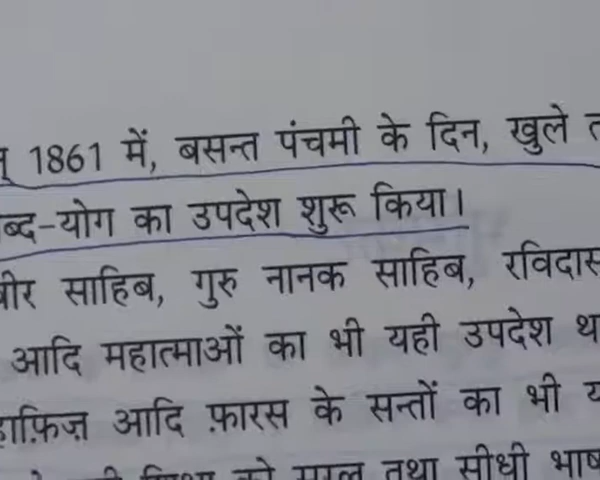 1861 में, बसन्त पंचमी के दिन, खुले
ब्द-योग का उपदेश शुरू किया।
बीर साहिब, गुरु नानक साहिब, रविदास
आदि महात्माओं का भी यही उपदेश थ
हाफ़िज़ आदि फ़ारस के सन्तों का भी य
को सरल तथा सीधी भाष